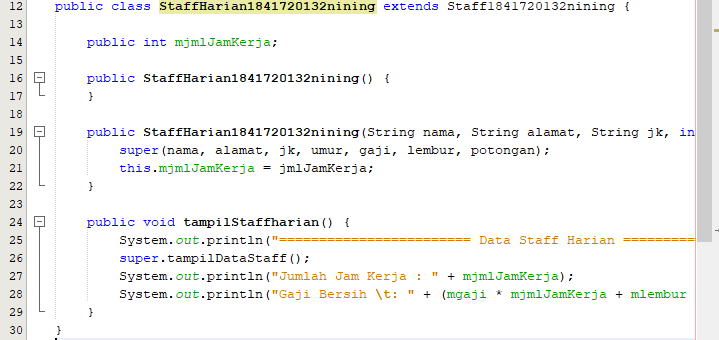 12 public class StaffHarian1841720132nining extends Staff1841720132nining {
13
14 public int mjmlJamKerja;
15
16 public StaffHarian1841720132nining() {
17 }
18
19 public StaffHarian1841720132nining(String nama, String alamat, String jk, in
20 super(nama, alamat, jk, umur, gaji, lembur, potongan);
21 this.mjmlJamKerja = jmlJamKerja;
22 }
23
24 public void tampilStaffharian() {
25 System.out.println("======================== Data Staff Harian =========
26 super.tampilDataStaff();
27 System.out.println("Jumlah Jam Kerja : " + mjmlJamKerja);
28 System.out.println("Gaji Bersih \t: " + (mgaji * mjmlJamKerja + mlembur
29 }
30 }